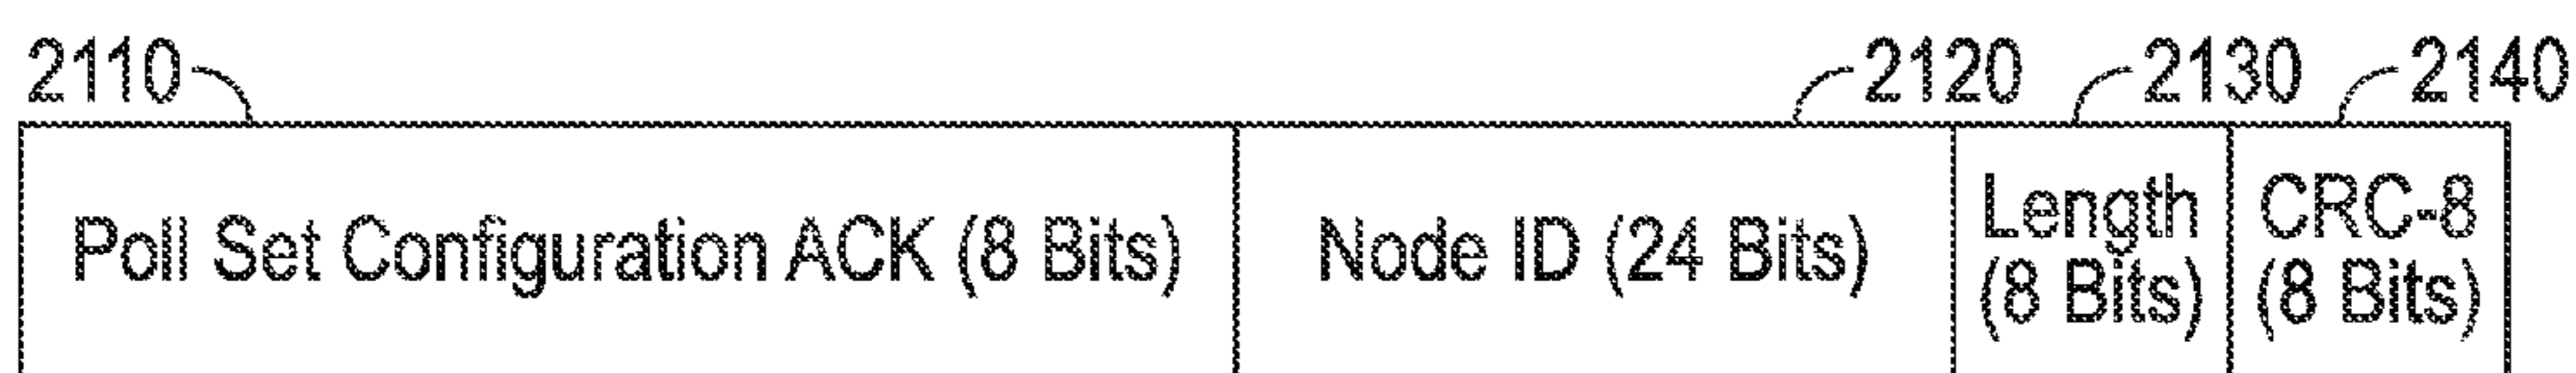 2110 2120 2130 2140
Poll Set Configuration ACK (8 Bits)
Node ID (24 Bits)
Length
(8 Bits)
CRC-8
(8 Bits)